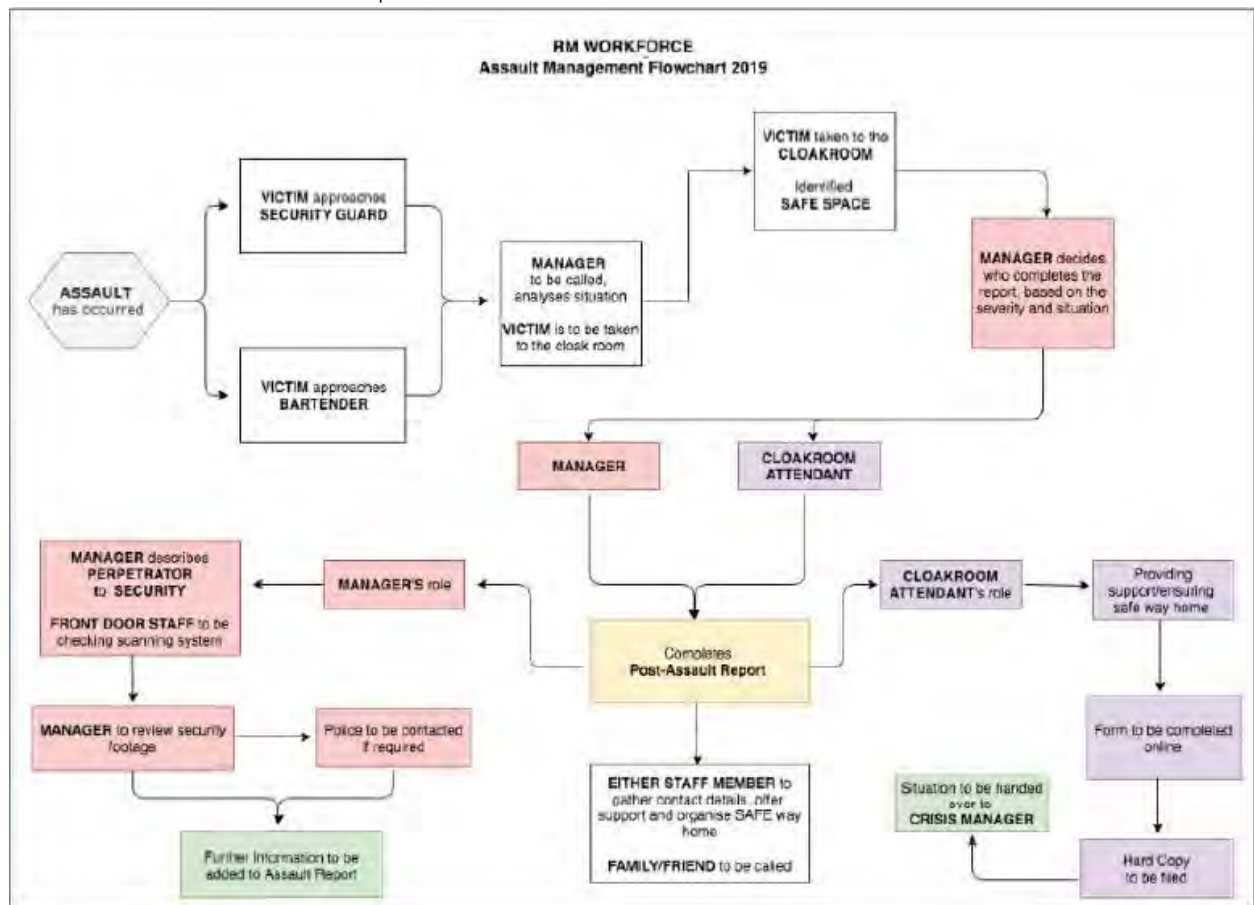 RM WORKFORCE
Assault Management Flowchart 2019
ASSAULT
has occurred
VICTIM approaches
SECURITY GUARD
VICTIM approaches
BARTENDER
MANAGER
to be called,
analyses situation
VICTIM is to be taken
to the cloak room
VICTIM taken to the
CLOAKROOM
Identified
SAFE SPACE
MANAGER decides
who completes the
report, based on the
severity and situation
MANAGER
CLOAKROOM
ATTENDANT
MANAGER describes
PERPETRATOR
to SECURITY
FRONT DOOR STAFF to be
checking scanning system
MANAGER'S role
CLOAKROOM
ATTENDANT's role
Providing
support/ensuring
safe way home
Completes
Post-Assault Report
MANAGER to review security
footage
Police to be contacted
if required
Form to be completed
online
EITHER STAFF MEMBER to
gather contact details, offer
support and organise SAFE way
home
FAMILY/FRIEND to be called
Situation to be handed
over to
CRISIS MANAGER
Further Information to be
added to Assault Report
Hard Copy
to be filed